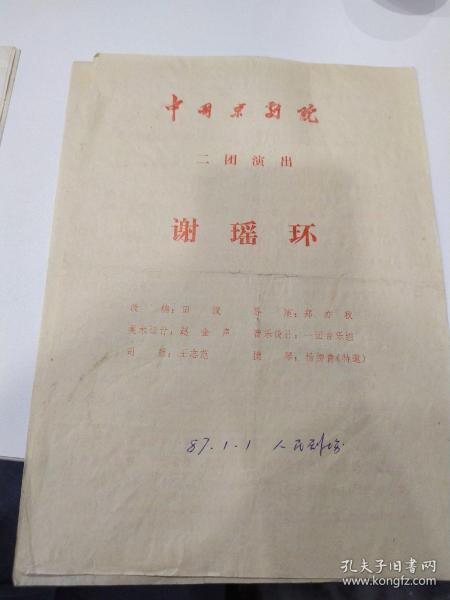 中国京剧院
二团演出
谢瑶环
改编：田汉 导演：郑亦秋
美术设计：赵金声 音乐设计：一团音乐组
司鼓：王志范 操琴：杨(特邀)
87.1.1 人民剧场
孔夫子旧书网
www.kongfz.com